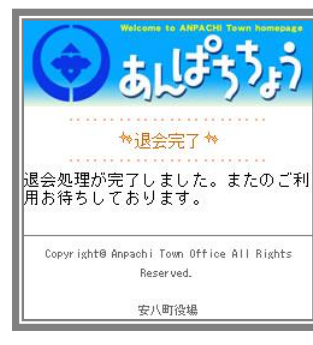 Welcome to ANPACHI Town homepage
あんぱちちょう
退会完了
退会処理が完了しました。またのご利
用お待ちしております。
Copyright© Anpachi Town Office All Rights
Reserved.
安八町役場